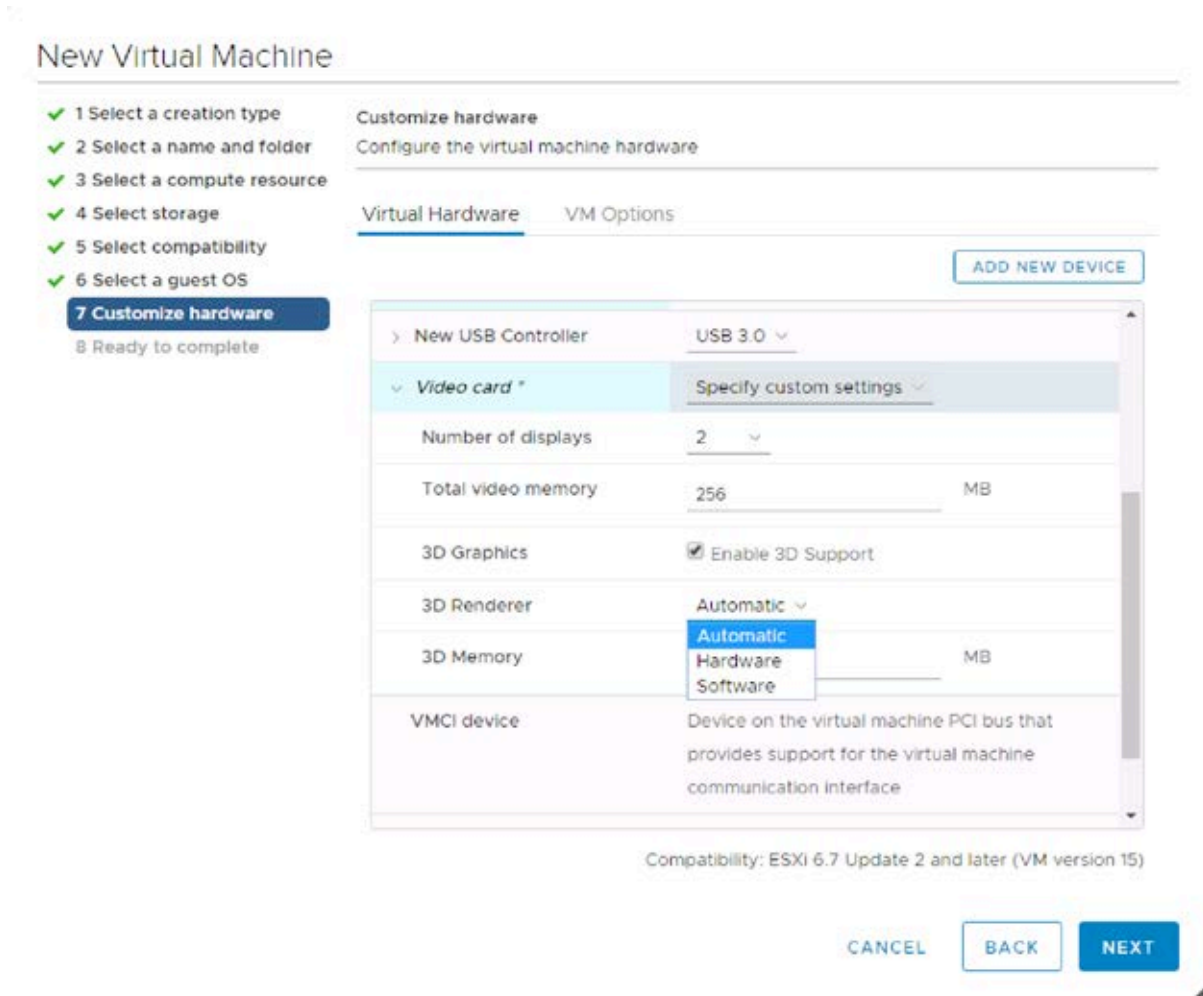 New Virtual Machine
1 Select a creation type
2 Select a name and folder
3 Select a compute resource
4 Select storage
5 Select compatibility
6 Select a guest OS
7 Customize hardware
8 Ready to complete
Customize hardware
Configure the virtual machine hardware
Virtual Hardware VM Options
ADD NEW DEVICE
New USB Controller USB 3.0
Video card * Specify custom settings
Number of displays 2
Total video memory 256 MB
3D Graphics Enable 3D Support
3D Renderer Automatic
Automatic
3D Memory Hardware MB
Software
VMCI device Device on the virtual machine PCI bus that
provides support for the virtual machine
communication interface
Compatibility: ESXi 6.7 Update 2 and later (VM version 15)
CANCEL BACK NEXT